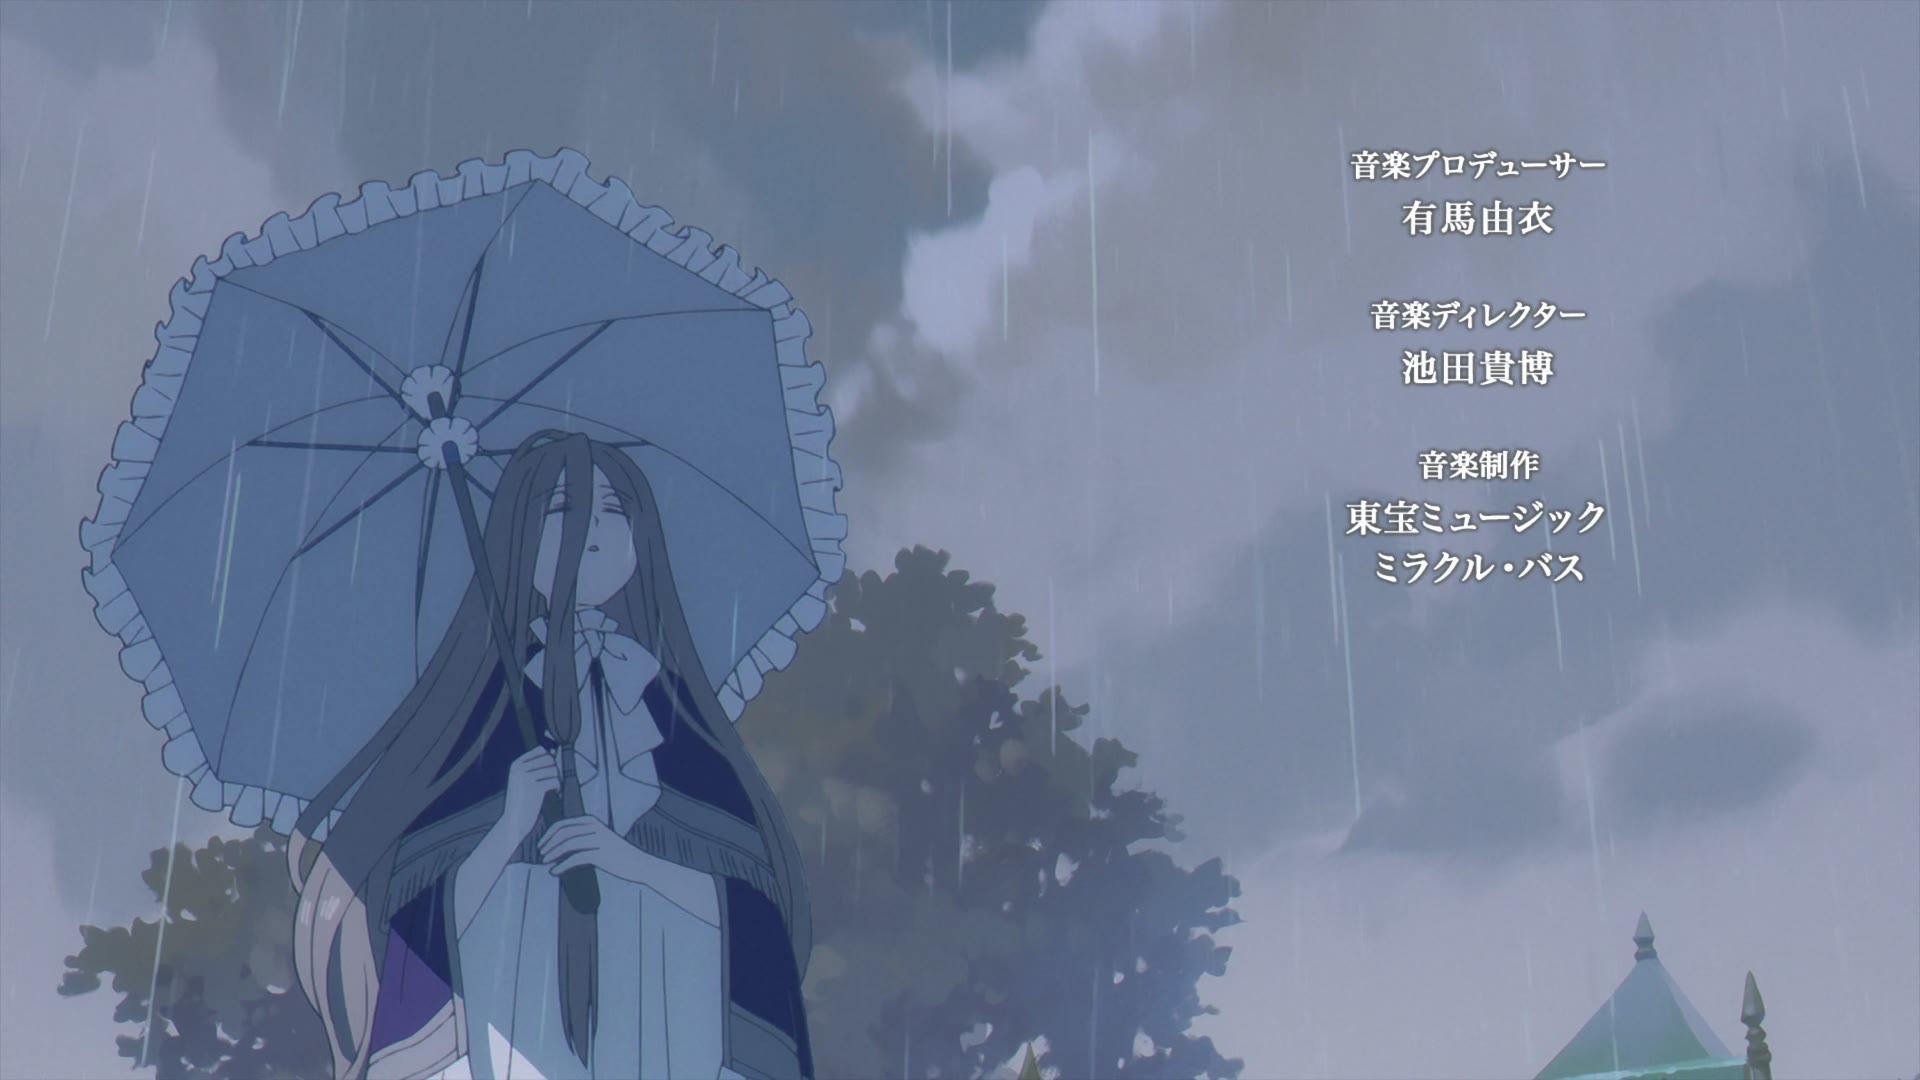 音楽プロデューサー
有馬由衣
音楽ディレクター
池田貴博
音楽制作
東宝ミュージック
ミラクル・バス